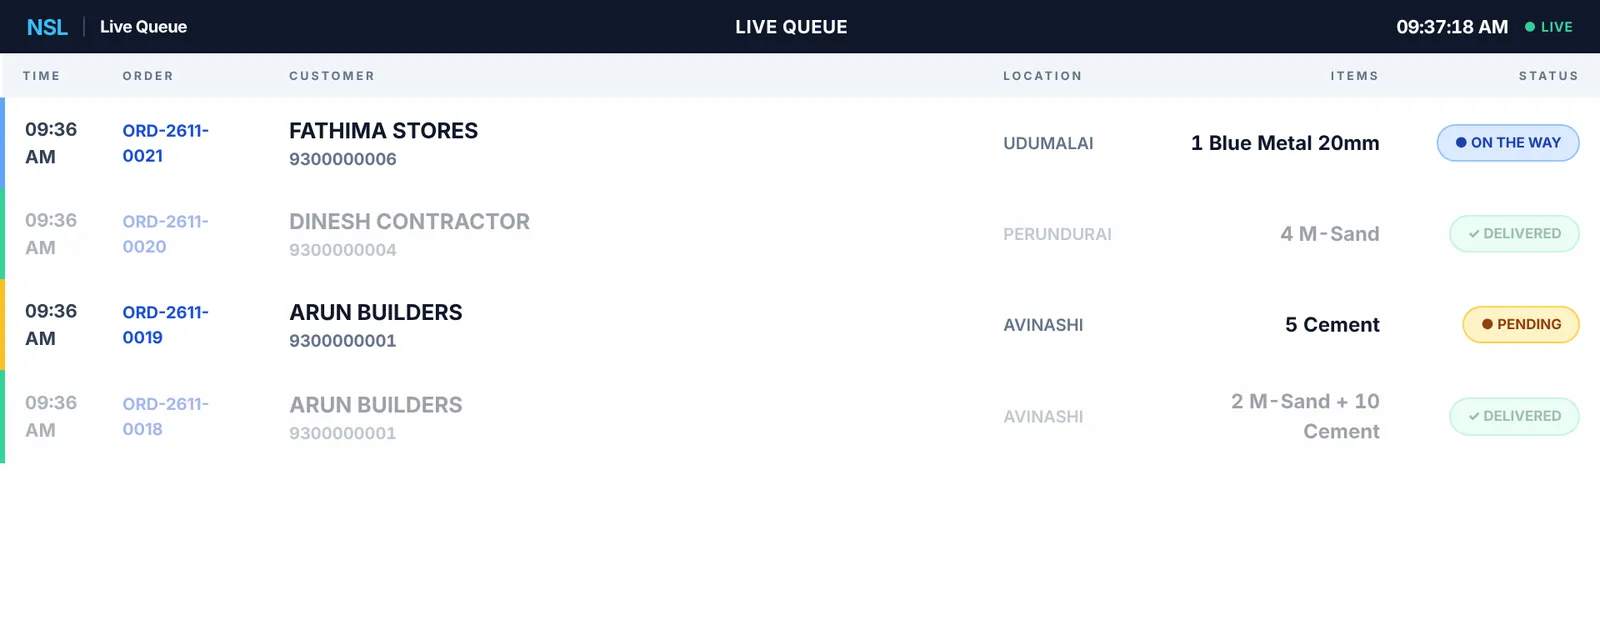 NSL Live Queue LIVE QUEUE 09:37:18 AM LIVE
TIME ORDER CUSTOMER LOCATION ITEMS STATUS
09:36 AM ORD-2611-0021 FATHIMA STORES UDUMALAI 1 Blue Metal 20mm ON THE WAY
9300000006
09:36 AM ORD-2611-0020 DINESH CONTRACTOR PERUNDURAI 4 M-Sand ✓ DELIVERED
9300000004
09:36 AM ORD-2611-0019 ARUN BUILDERS AVINASHI 5 Cement PENDING
9300000001
09:36 AM ORD-2611-0018 ARUN BUILDERS AVINASHI 2 M-Sand + 10 Cement ✓ DELIVERED
9300000001